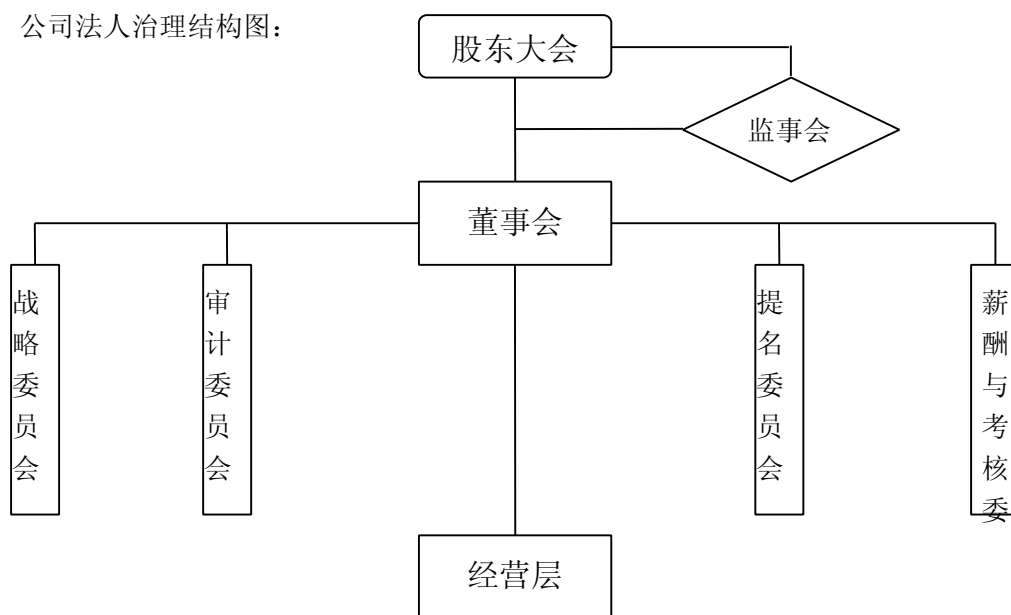 公司法人治理结构图：
股东大会
监事会
董事会
战略委员会
审计委员会
提名委员会
薪酬与考核委
经营层